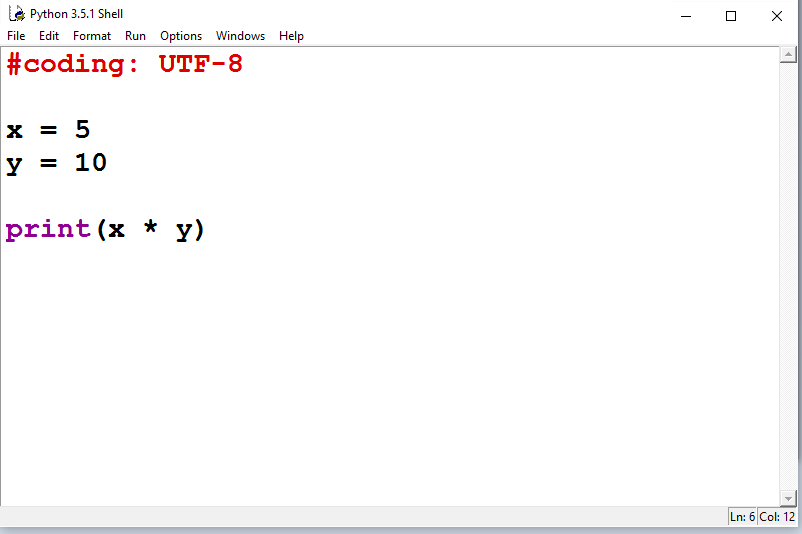 Python 3.5.1 Shell
File Edit Format Run Options Windows Help
#coding: UTF-8
x = 5
y = 10
print(x * y)
Ln: 6 Col: 12